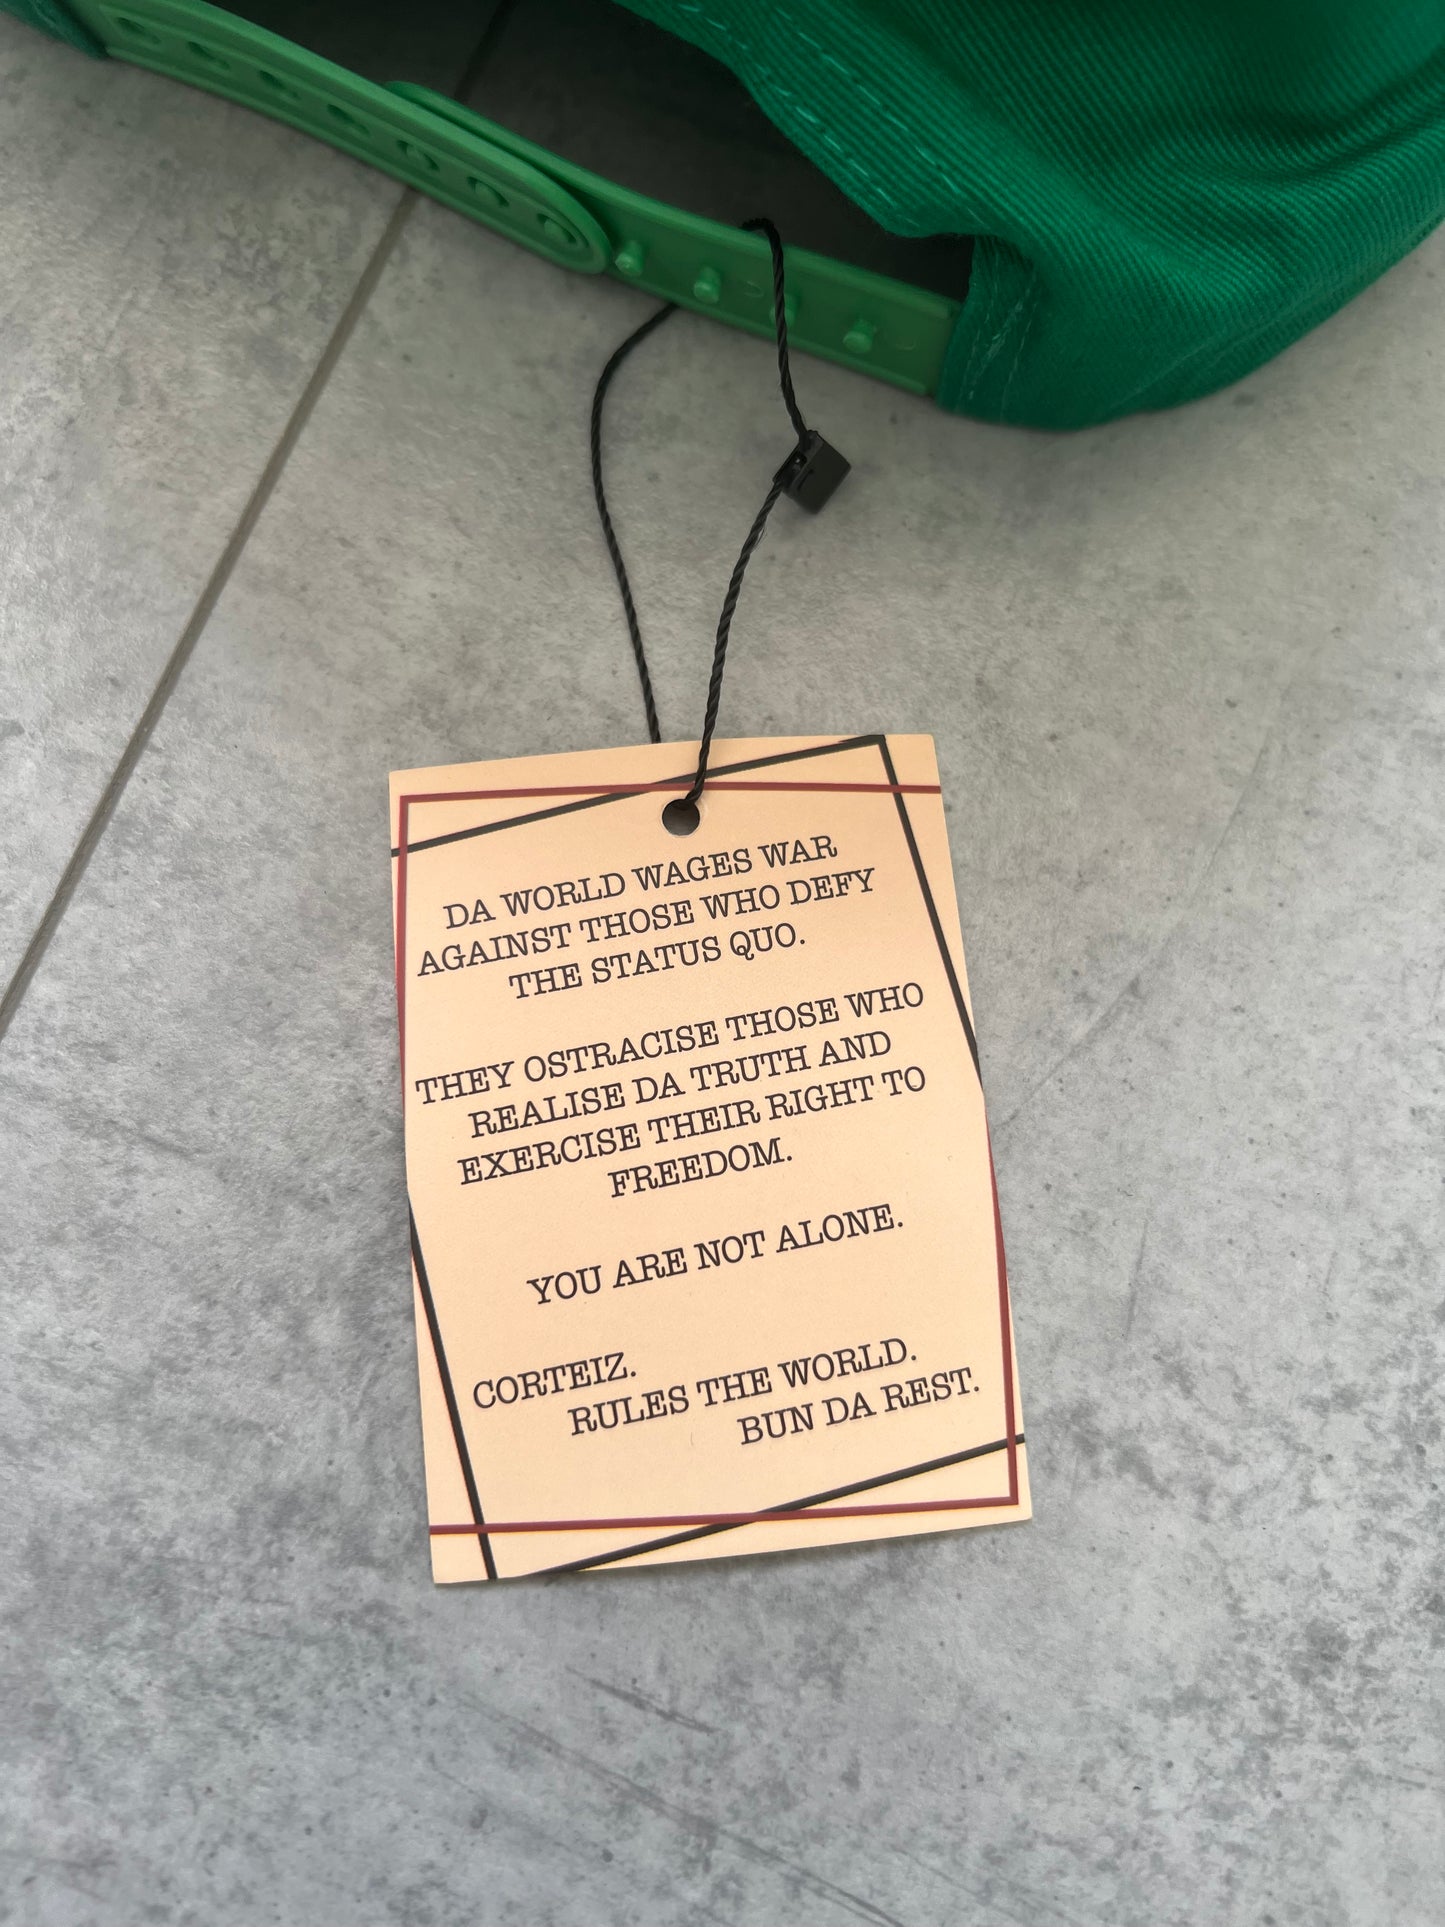 DA WORLD WAGES WAR
AGAINST THOSE WHO DEFY
THE STATUS QUO.
THEY OSTRACISE THOSE WHO
REALISE DA TRUTH AND
EXERCISE THEIR RIGHT TO
FREEDOM.
YOU ARE NOT ALONE.
CORTEIZ.
RULES THE WORLD.
BUN DA REST.